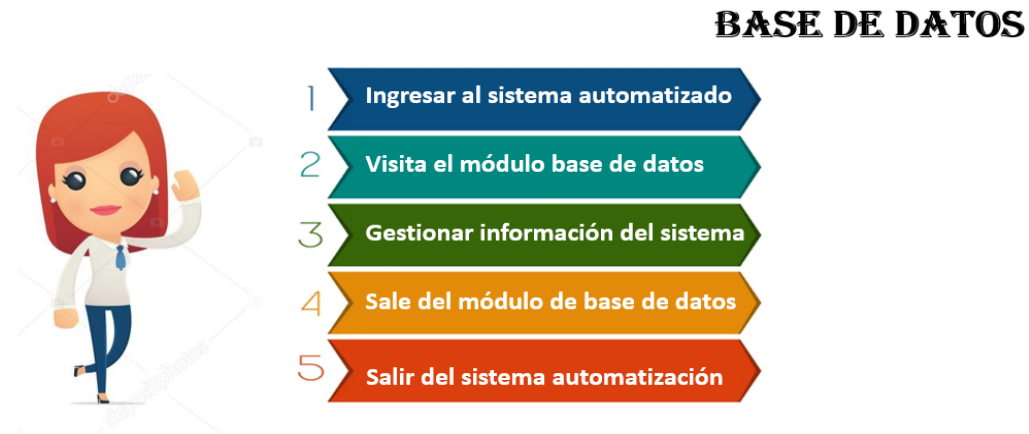 BASE DE DATOS
1 Ingresar al sistema automatizado
2 Visita el módulo base de datos
3 Gestionar información del sistema
4 Sale del módulo de base de datos
5 Salir del sistema automatización
depositphotos